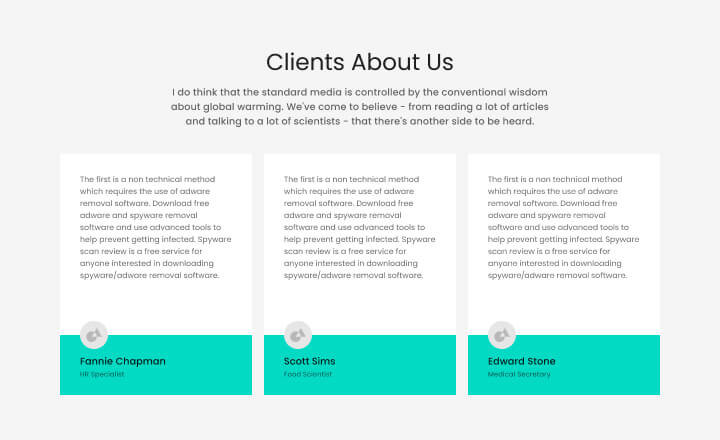 Clients About Us
I do think that the standard media is controlled by the conventional wisdom
about global warming. We've come to believe - from reading a lot of articles
and talking to a lot of scientists - that there's another side to be heard.
The first is a non technical method
which requires the use of adware
removal software. Download free
adware and spyware removal
software and use advanced tools to
help prevent getting infected. Spyware
scan review is a free service for
anyone interested in downloading
spyware/adware removal software.
Fannie Chapman
HR Specialist
The first is a non technical method
which requires the use of adware
removal software. Download free
adware and spyware removal
software and use advanced tools to
help prevent getting infected. Spyware
scan review is a free service for
anyone interested in downloading
spyware/adware removal software.
Scott Sims
Food Scientist
The first is a non technical method
which requires the use of adware
removal software. Download free
adware and spyware removal
software and use advanced tools to
help prevent getting infected. Spyware
scan review is a free service for
anyone interested in downloading
spyware/adware removal software.
Edward Stone
Medical Secretary